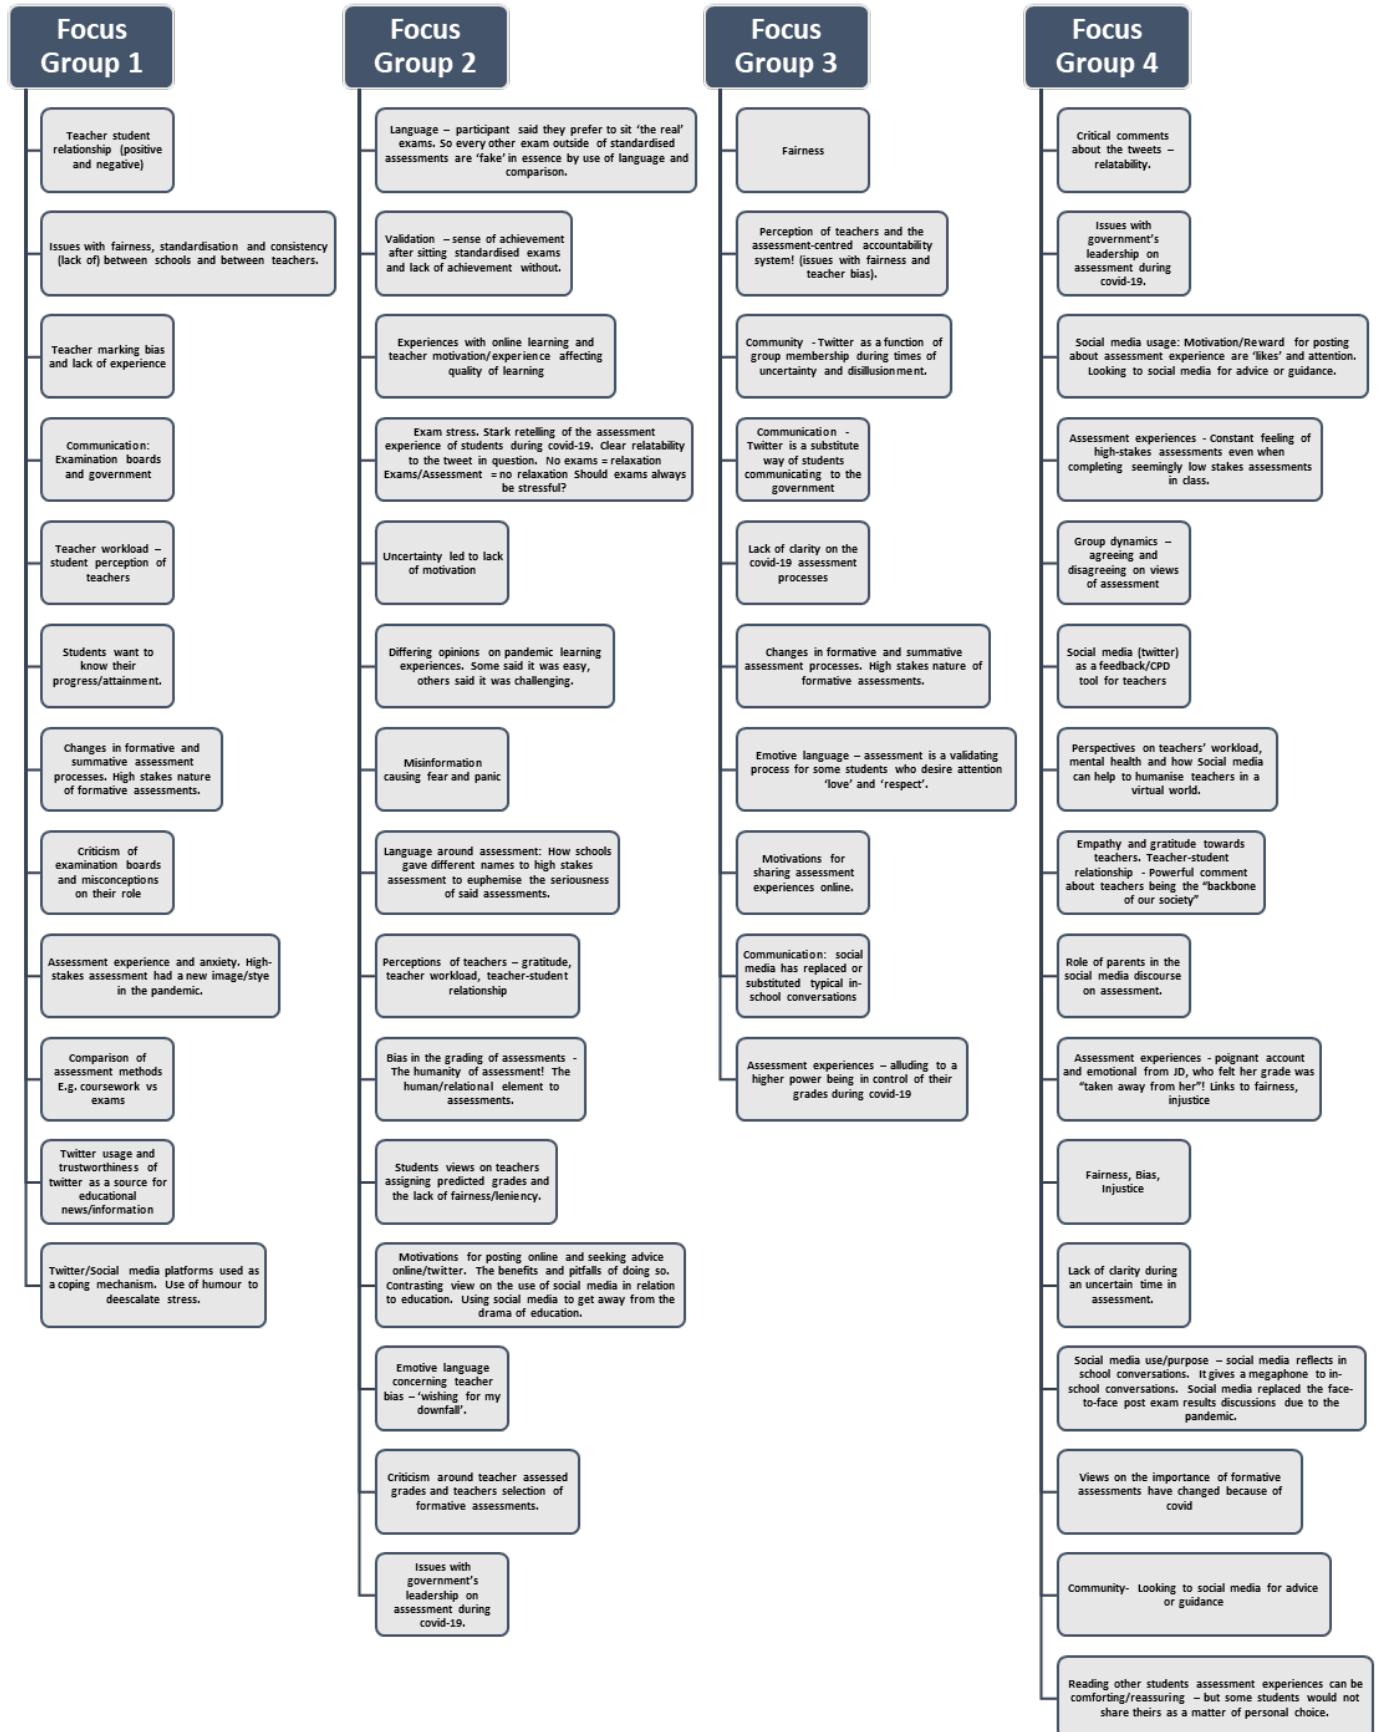 Focus
Group 1
Teacher student
relationship (positive
and negative)
Issues with fairness, standardisation and consistency
(lack of) between schools and between teachers.
Teacher marking bias
and lack of experience
Communication:
Examination boards
and government
Teacher workload –
student perception of
teachers
Students want to
know their
progress/attainment.
Changes in formative and
summative assessment
processes. High stakes nature
of formative assessments.
Criticism of
examination boards
and misconceptions
on their role
Assessment experience and anxiety. High-
stakes assessment had a new image/stye
in the pandemic.
Comparison of
assessment methods
E.g. coursework vs
exams
Twitter usage and
trustworthiness of
twitter as a source for
educational
news/information
Twitter/Social media platforms used as
a coping mechanism. Use of humour to
deescalate stress.
Focus
Group 2
Language – participant said they prefer to sit ‘the real’
exams. So every other exam outside of standardised
assessments are ‘fake’ in essence by use of language and
comparison.
Validation – sense of achievement
after sitting standardised exams
and lack of achievement without.
Experiences with online learning and
teacher motivation/experience affecting
quality of learning
Exam stress. Stark retelling of the assessment
experience of students during covid-19. Clear relatability
to the tweet in question. No exams = relaxation
Exams/Assessment = no relaxation Should exams always
be stressful?
Uncertainty led to lack
of motivation
Differing opinions on pandemic learning
experiences. Some said it was easy,
others said it was challenging.
Misinformation
causing fear and panic
Language around assessment: How schools
gave different names to high stakes
assessment to euphemise the seriousness
of said assessments.
Perceptions of teachers – gratitude,
teacher workload, teacher-student
relationship
Bias in the grading of assessments -
The humanity of assessment! The
human/relational element to
assessments.
Students views on teachers
assigning predicted grades and
the lack of fairness/leniency.
Motivations for posting online and seeking advice
online/twitter. The benefits and pitfalls of doing so.
Contrasting view on the use of social media in relation
to education. Using social media to get away from the
drama of education.
Emotive language
concerning teacher
bias – ‘wishing for my
downfall’.
Criticism around teacher assessed
grades and teachers selection of
formative assessments.
Issues with
government’s
leadership on
assessment during
covid-19.
Focus
Group 3
Fairness
Perception of teachers and the
assessment-centred accountability
system! (issues with fairness and
teacher bias).
Community - Twitter as a function of
group membership during times of
uncertainty and disillusionment.
Communication -
Twitter is a substitute
way of students
communicating to the
government
Lack of clarity on the
covid-19 assessment
processes
Changes in formative and summative
assessment processes. High stakes nature of
formative assessments.
Emotive language – assessment is a validating
process for some students who desire attention
‘love’ and ‘respect’.
Motivations for
sharing assessment
experiences online.
Communication: social
media has replaced or
substituted typical in-
school conversations
Assessment experiences – alluding to a
higher power being in control of their
grades during covid-19
Focus
Group 4
Critical comments
about the tweets –
relatability.
Issues with
government’s
leadership on
assessment during
covid-19.
Social media usage: Motivation/Reward for posting
about assessment experience are ‘likes’ and attention.
Looking to social media for advice or guidance.
Assessment experiences - Constant feeling of
high-stakes assessments even when
completing seemingly low stakes assessments
in class.
Group dynamics –
agreeing and
disagreeing on views
of assessment
Social media (twitter)
as a feedback/CPD
tool for teachers
Perspectives on teachers’ workload,
mental health and how Social media
can help to humanise teachers in a
virtual world.
Empathy and gratitude towards
teachers. Teacher-student
relationship - Powerful comment
about teachers being the “backbone
of our society”
Role of parents in the
social media discourse
on assessment.
Assessment experiences - poignant account
and emotional from JD, who felt her grade was
“taken away from her”! Links to fairness,
injustice
Fairness, Bias,
Injustice
Lack of clarity during
an uncertain time in
assessment.
Social media use/purpose – social media reflects in
school conversations. It gives a megaphone to in-
school conversations. Social media replaced the face-
to-face post exam results discussions due to the
pandemic.
Views on the importance of formative
assessments have changed because of
covid
Community- Looking to social media for advice
or guidance
Reading other students assessment experiences can be
comforting/reassuring – but some students would not
share theirs as a matter of personal choice.